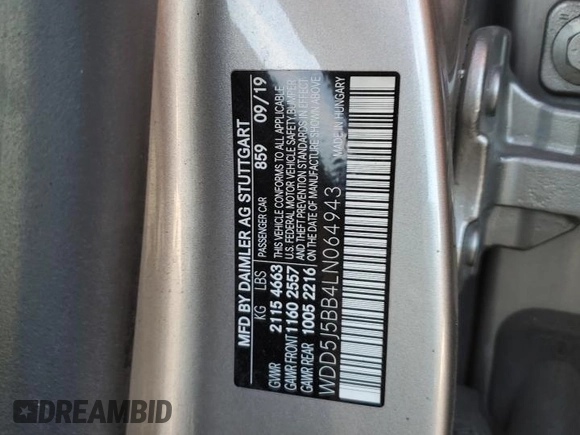 MFD BY DAIMLER AG STUTTGART
PASSENGER CAR 859 09/19
KG LBS
GVWR 2115 4663
GAWR FRONT 1160 2557
GAWR REAR 1005 2216
THIS VEHICLE CONFORMS TO ALL APPLICABLE
U.S. FEDERAL MOTOR VEHICLE SAFETY, BUMPER
AND THEFT PREVENTION STANDARDS IN EFFECT
ON THE DATE OF MANUFACTURE SHOWN ABOVE
WDD5J5BB4LN064943
MADE IN HUNGARY
DREAMBID